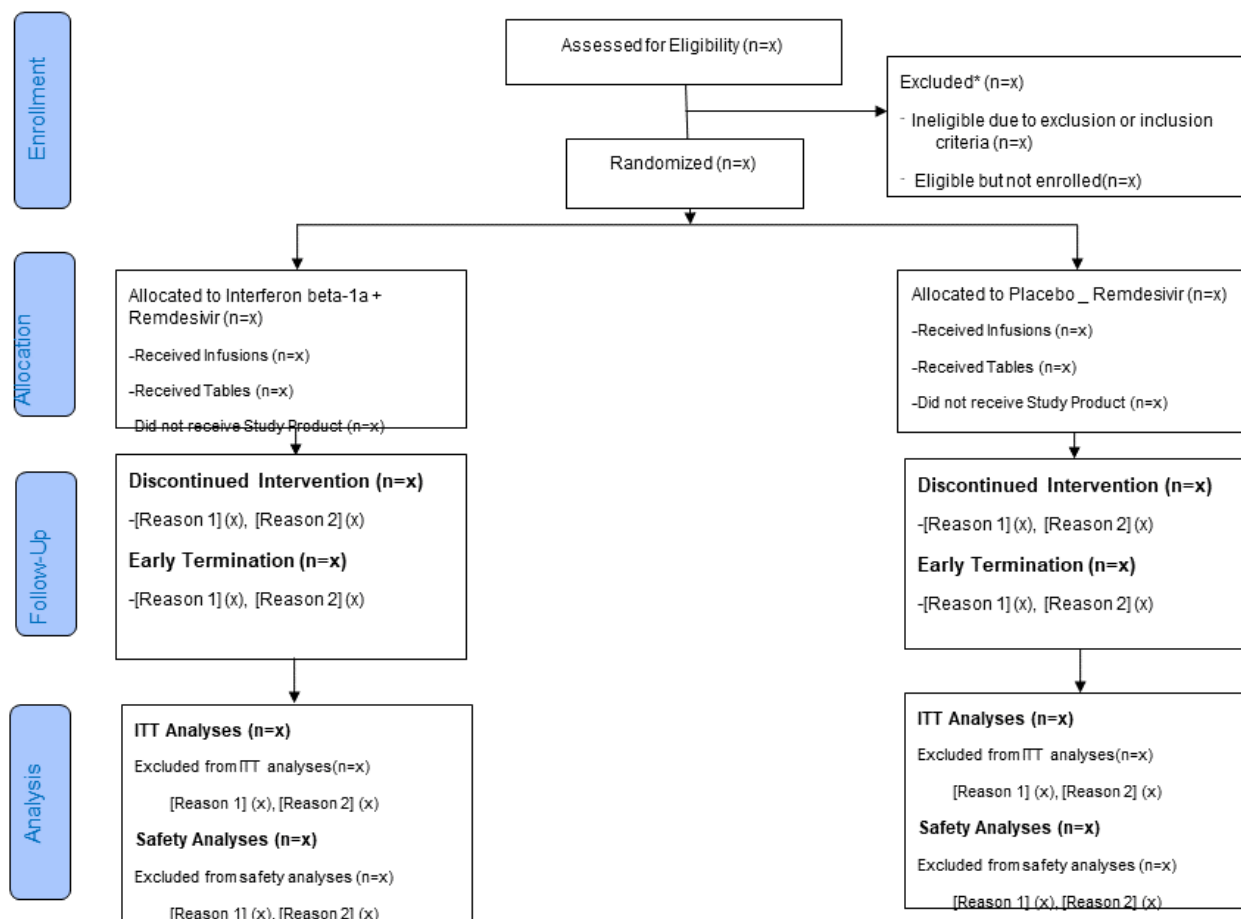 Enrollment
Assessed for Eligibility (n=x)
Excluded* (n=x)
- Ineligible due to exclusion or inclusion
criteria (n=x)
- Eligible but not enrolled(n=x)
Randomized (n=x)
Allocation
Allocated to Interferon beta-1a +
Remdesivir (n=x)
-Received Infusions (n=x)
-Received Tables (n=x)
-Did not receive Study Product (n=x)
Allocated to Placebo _ Remdesivir (n=x)
-Received Infusions (n=x)
-Received Tables (n=x)
-Did not receive Study Product (n=x)
Follow-Up
Discontinued Intervention (n=x)
-[Reason 1] (x), [Reason 2] (x)
Early Termination (n=x)
-[Reason 1] (x), [Reason 2] (x)
Discontinued Intervention (n=x)
-[Reason 1] (x), [Reason 2] (x)
Early Termination (n=x)
-[Reason 1] (x), [Reason 2] (x)
Analysis
ITT Analyses (n=x)
Excluded from ITT analyses(n=x)
[Reason 1] (x), [Reason 2] (x)
Safety Analyses (n=x)
Excluded from safety analyses (n=x)
[Reason 1] (x), [Reason 2] (x)
ITT Analyses (n=x)
Excluded from ITT analyses(n=x)
[Reason 1] (x), [Reason 2] (x)
Safety Analyses (n=x)
Excluded from safety analyses (n=x)
[Reason 1] (x), [Reason 2] (x)